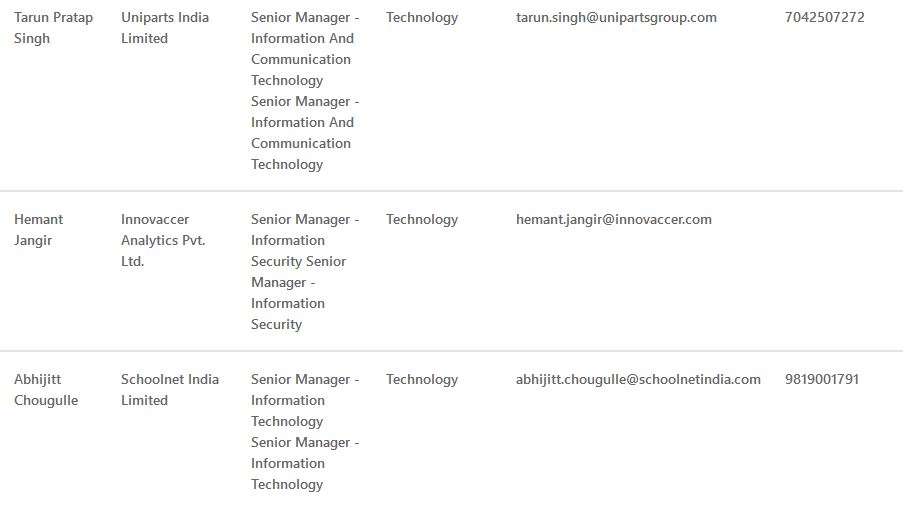 Tarun Pratap Uniparts India Senior Manager - Technology tarun.singh@unipartsgroup.com 7042507272
Singh Limited Information And
Communication
Technology
Senior Manager -
Information And
Communication
Technology
Hemant Innovaccer Senior Manager - Technology hemant.jangir@innovaccer.com
Jangir Analytics Pvt. Information
Ltd. Security Senior
Manager -
Information
Security
Abhijitt Schoolnet India Senior Manager - Technology abhijitt.chougulle@schoolnetindia.com 9819001791
Chougulle Limited Information
Technology
Senior Manager -
Information
Technology